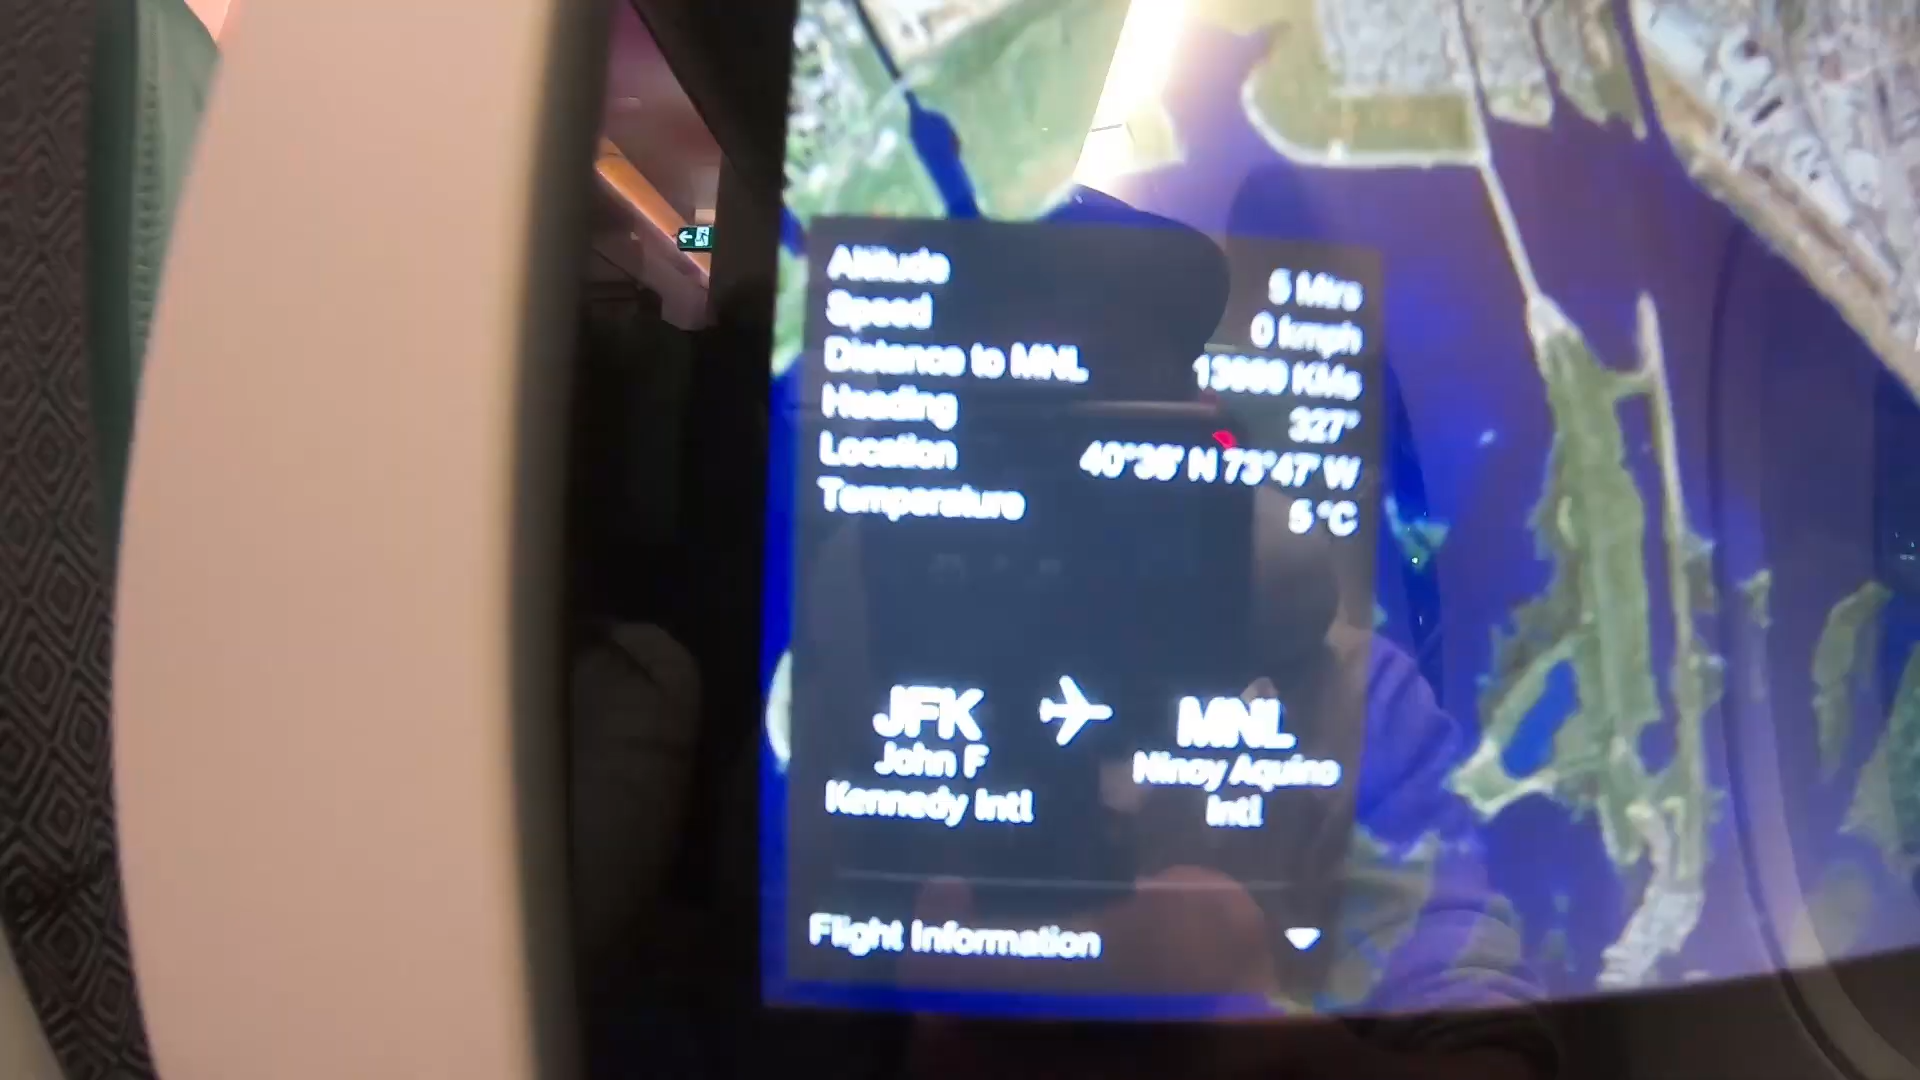 Altitude 5 Mtrs
Speed 0 kmph
Distance to MNL KMs
Heading 327°
Location 40°38' N 73°47' W
Temperature 5 °C
JFK MNL
John F Kennedy Intl
Ninoy Aquino Intl
Flight Information